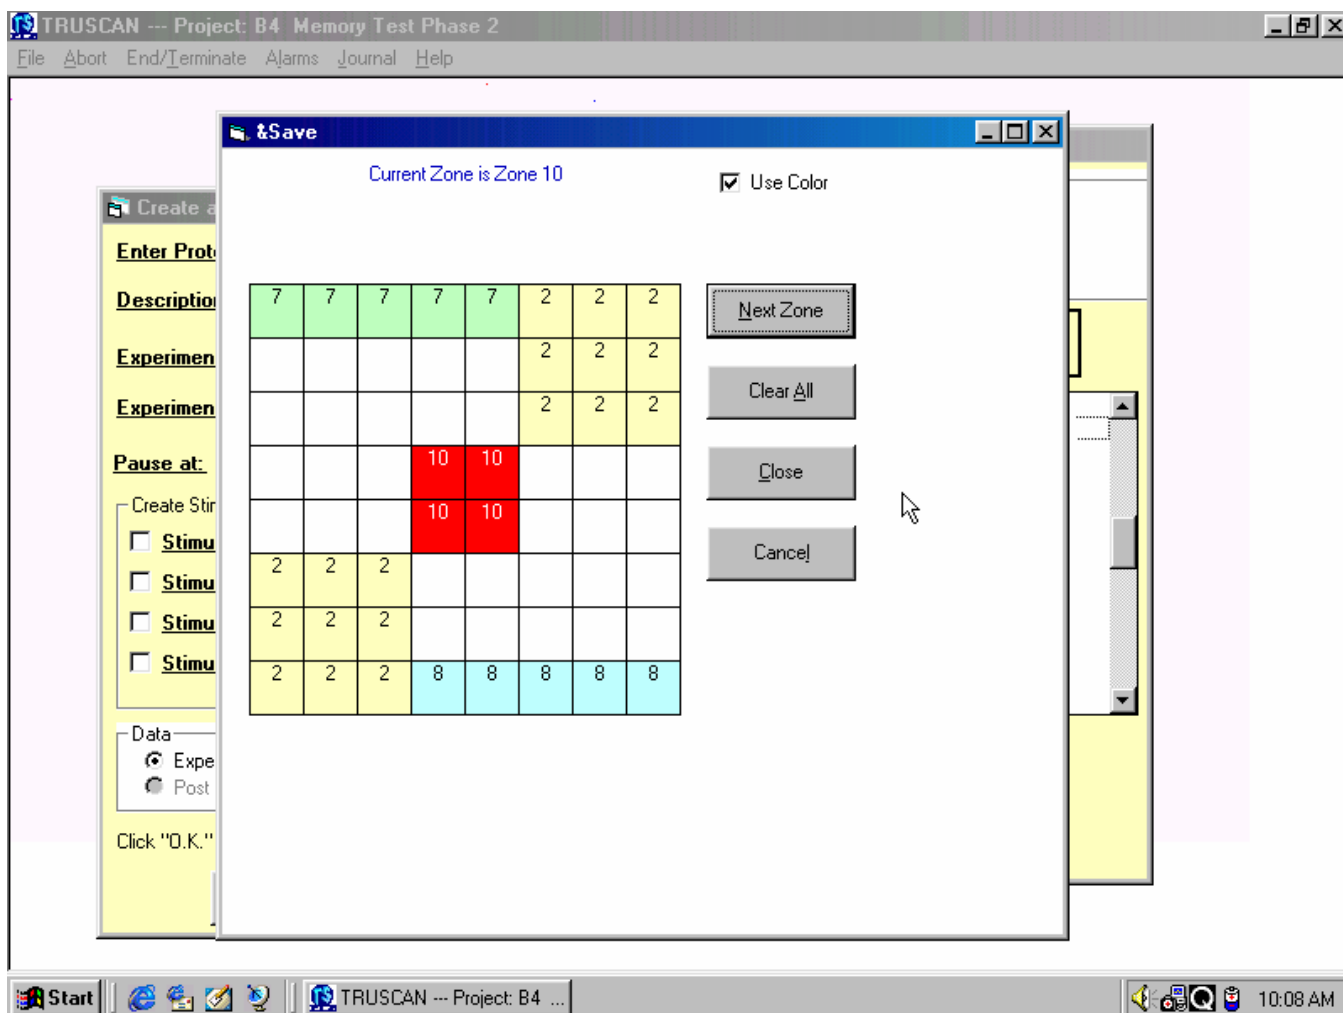 TRUSCAN --- Project: B4 Memory Test Phase 2
File Abort End/Terminate Alarms Journal Help
&Save
Current Zone is Zone 10
Use Color
Create a
Enter Prot
Description
Experimen
Experimen
Pause at:
Create Stir
Stimu
Stimu
Stimu
Stimu
Data
Expe
Post
Click "O.K."
7 7 7 7 7 2 2 2
2 2 2
2 2 2
10 10
10 10
2 2 2
2 2 2
2 2 2 8 8 8 8 8
Next Zone
Clear All
Close
Cancel
Start
TRUSCAN --- Project: B4 ...
10:08 AM